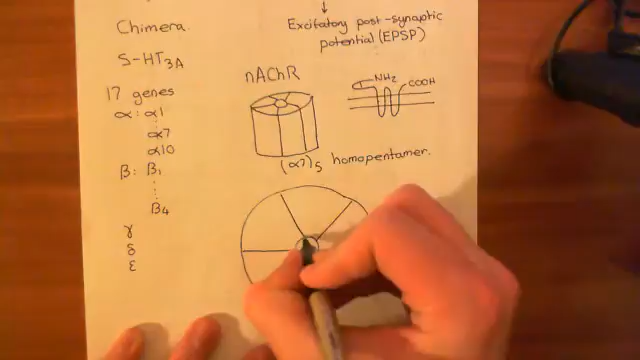 Chimera.
5-HT3A
17 genes
α: α1
α7
α10
β: β1
β4
γ
δ
ε
↓
Excitatory post-synaptic
potential (EPSP)
nAChR
NH2
COOH
(α7)5 homopentamer.